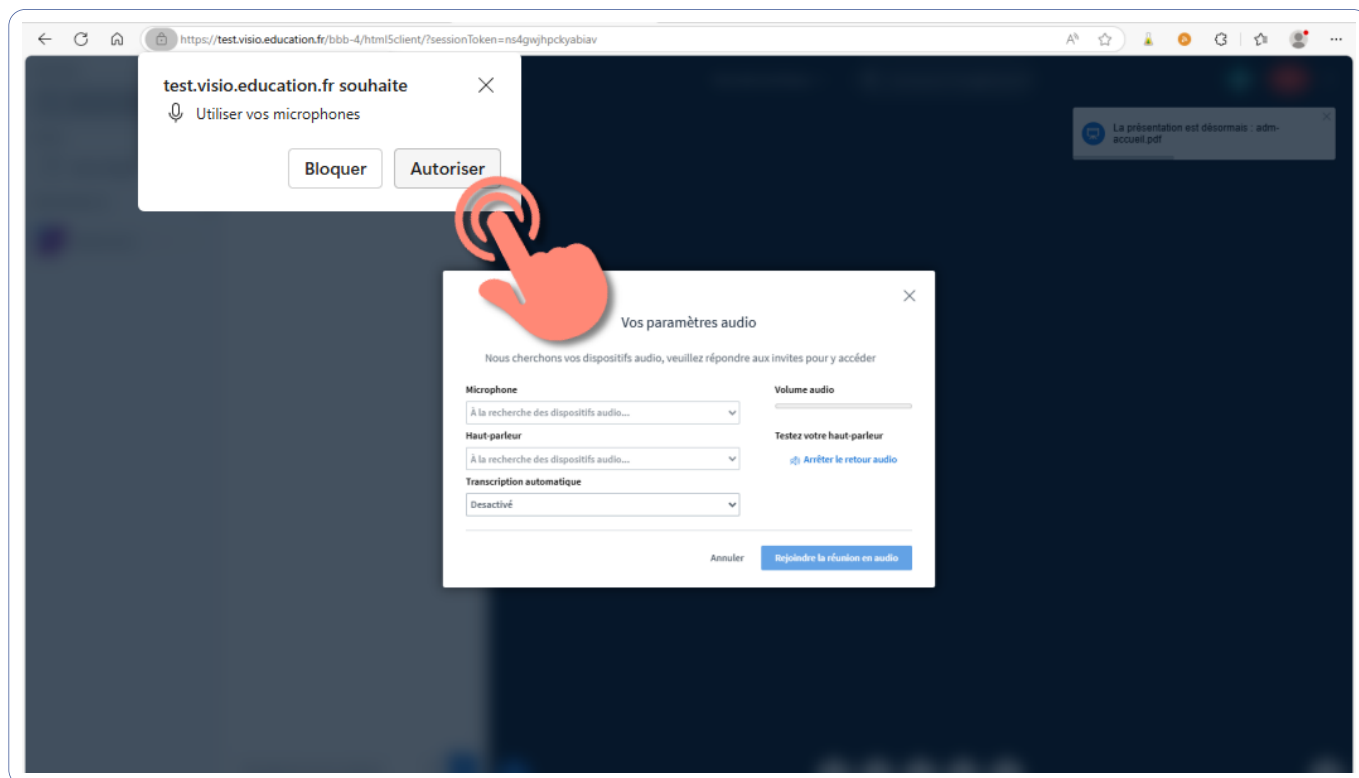 https://test.visio.education.fr/bbb-4/html5client/?sessionToken=ns4gwjhpckyabiav
test.visio.education.fr souhaite
Utiliser vos microphones
Bloquer Autoriser
La présentation est désormais : adm-
accueil.pdf
Vos paramètres audio
Nous cherchons vos dispositifs audio, veuillez répondre aux invites pour y accéder
Microphone Volume audio
À la recherche des dispositifs audio...
Haut-parleur Testez votre haut-parleur
À la recherche des dispositifs audio... Arrêter le retour audio
Transcription automatique
Desactivé
Annuler Rejoindre la réunion en audio